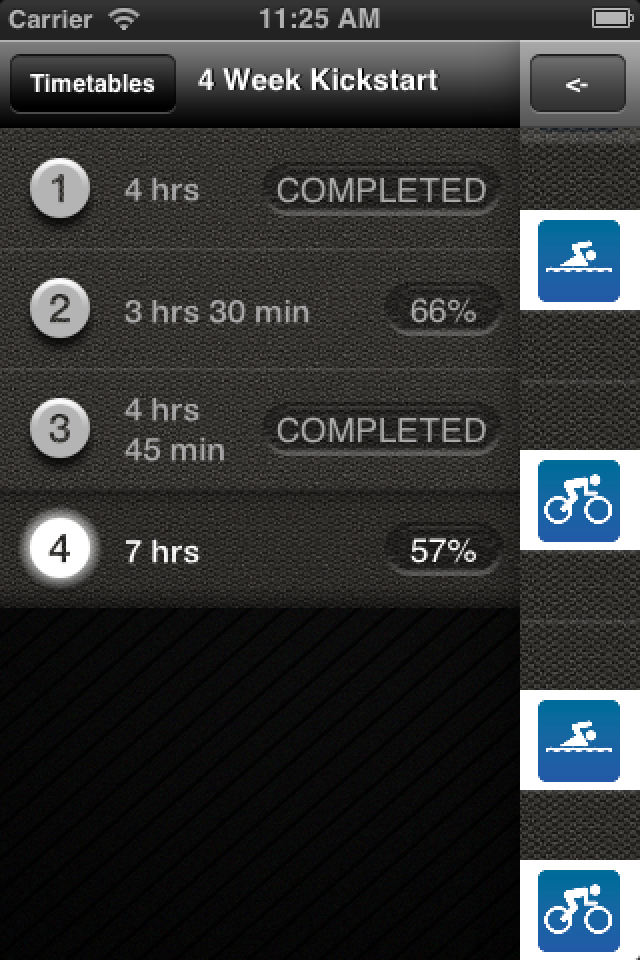 Carrier 11:25 AM
Timetables 4 Week Kickstart <-
1 4 hrs COMPLETED
2 3 hrs 30 min 66%
3 4 hrs
45 min COMPLETED
4 7 hrs 57%